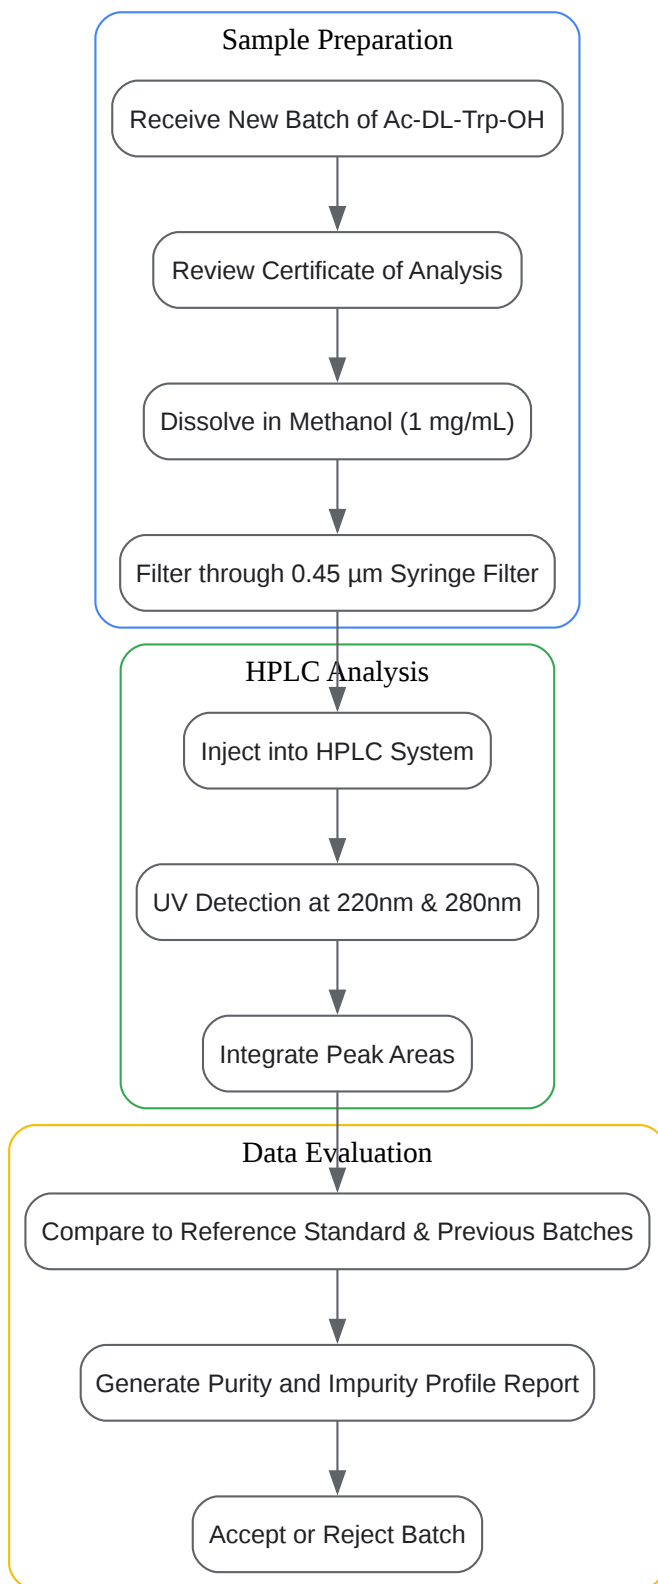 Sample Preparation
Receive New Batch of Ac-DL-Trp-OH
Review Certificate of Analysis
Dissolve in Methanol (1 mg/mL)
Filter through 0.45 µm Syringe Filter
HPLC Analysis
Inject into HPLC System
UV Detection at 220nm & 280nm
Integrate Peak Areas
Data Evaluation
Compare to Reference Standard & Previous Batches
Generate Purity and Impurity Profile Report
Accept or Reject Batch